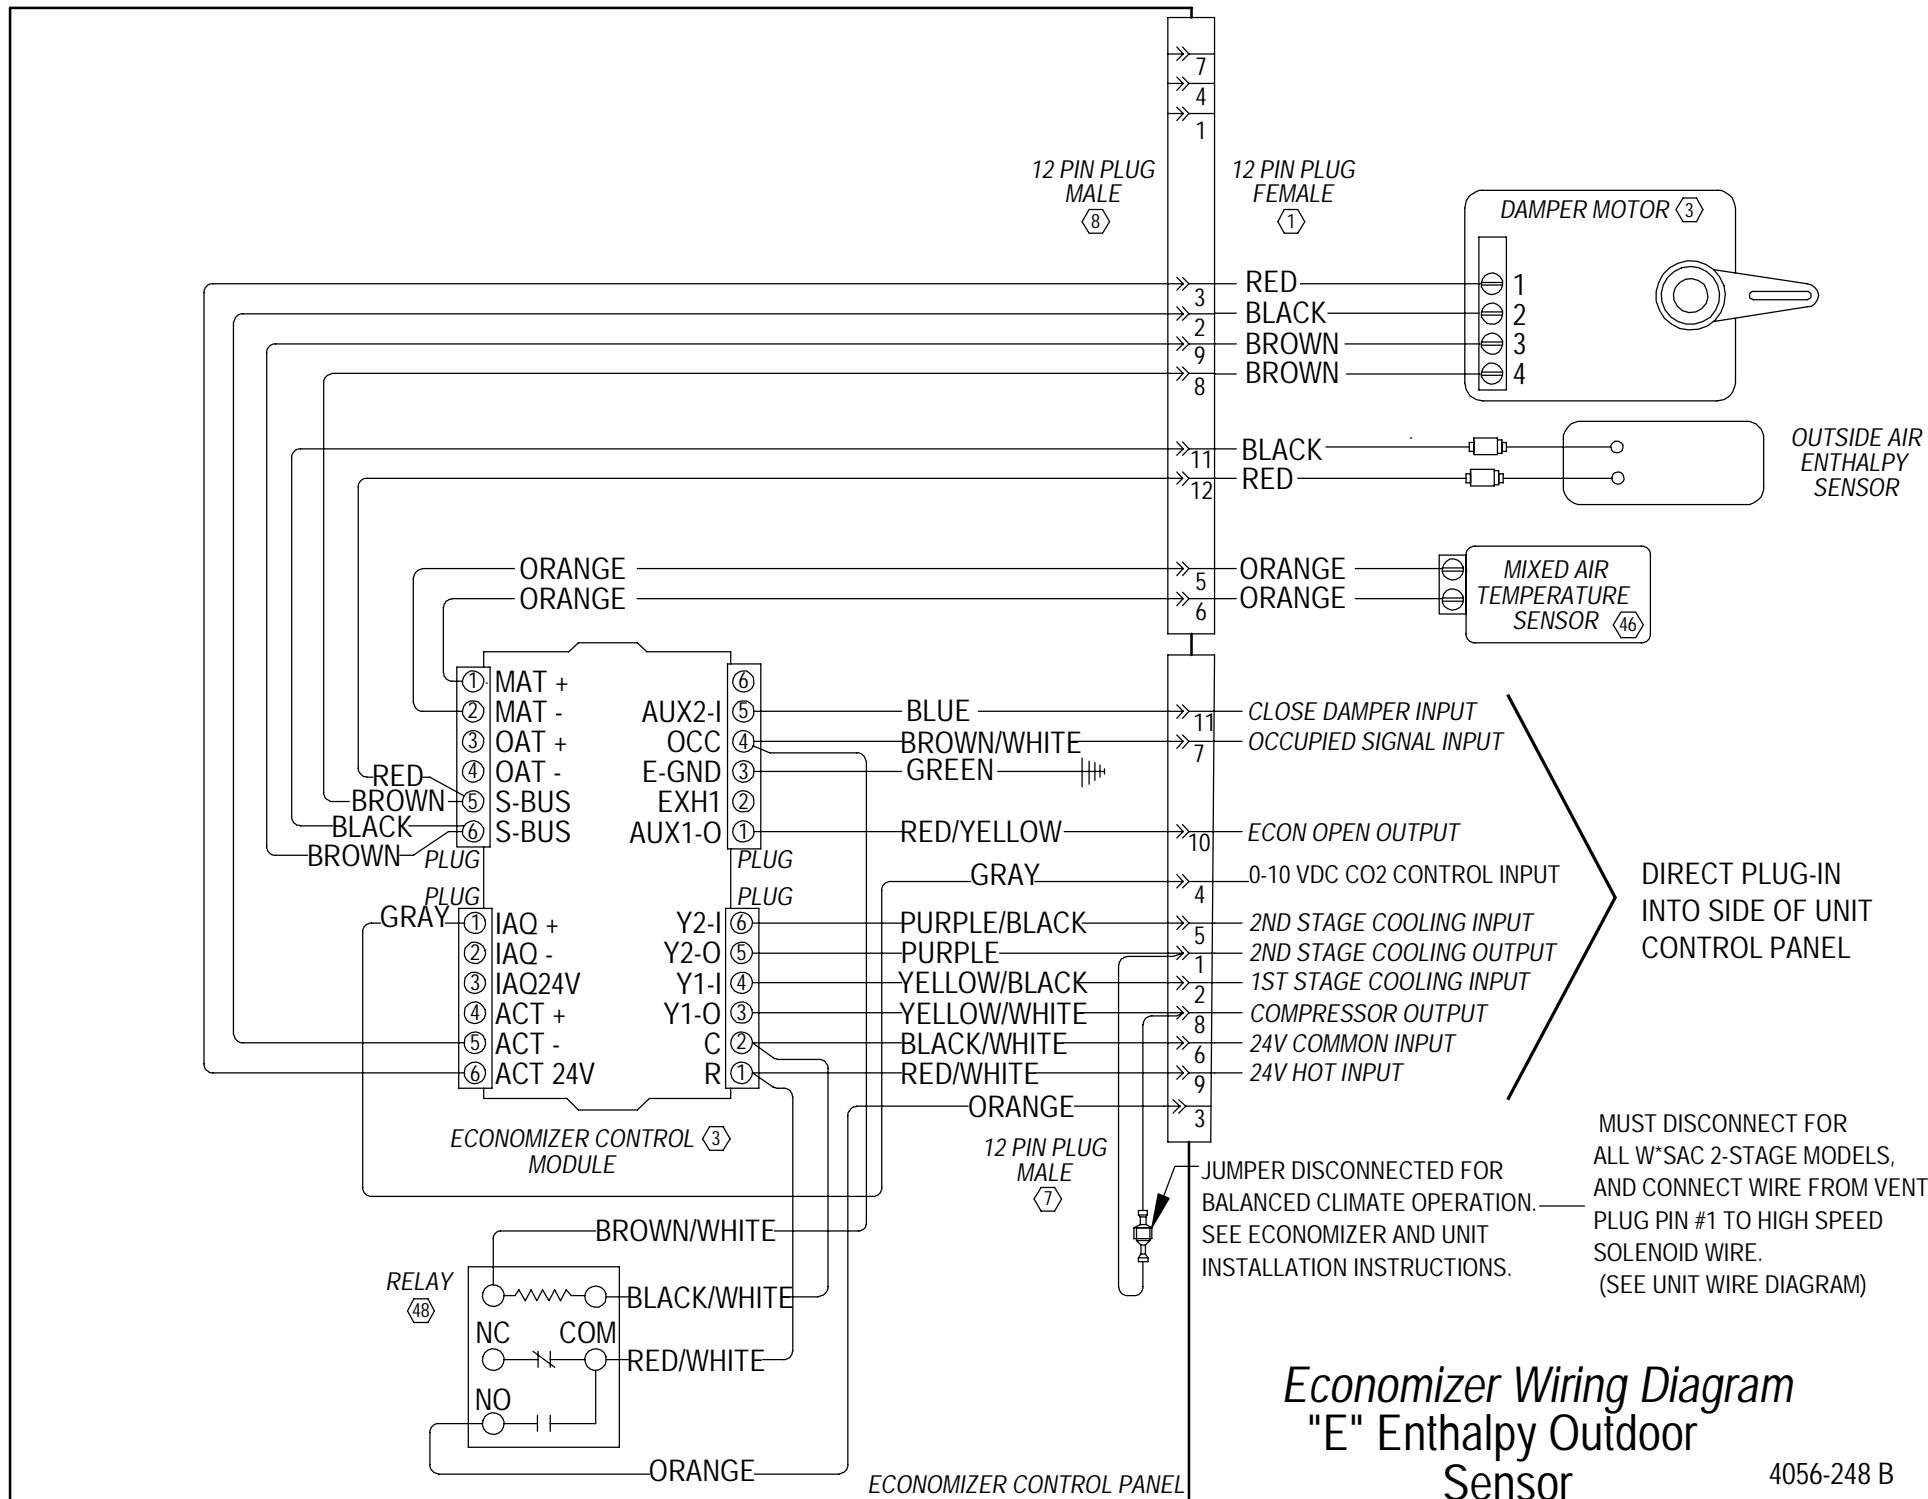 7
4
1
12 PIN PLUG
MALE
8
12 PIN PLUG
FEMALE
1
DAMPER MOTOR 3
3 RED 1
2 BLACK 2
9 BROWN 3
8 BROWN 4
11 BLACK
12 RED
OUTSIDE AIR
ENTHALPY
SENSOR
ORANGE 5 ORANGE
ORANGE 6 ORANGE
MIXED AIR
TEMPERATURE
SENSOR 46
1 MAT +
2 MAT -
3 OAT +
4 OAT -
RED
BROWN 5 S-BUS
BLACK 6 S-BUS
BROWN
PLUG
6
AUX2-I 5 BLUE 11 CLOSE DAMPER INPUT
OCC 4 BROWN/WHITE 7 OCCUPIED SIGNAL INPUT
E-GND 3 GREEN
EXH1 2
AUX1-O 1 RED/YELLOW 10 ECON OPEN OUTPUT
PLUG
GRAY 4 0-10 VDC CO2 CONTROL INPUT
PLUG
GRAY 1 IAQ +
2 IAQ -
3 IAQ24V
4 ACT +
5 ACT -
6 ACT 24V
PLUG
Y2-I 6 PURPLE/BLACK 5 2ND STAGE COOLING INPUT
Y2-O 5 PURPLE 1 2ND STAGE COOLING OUTPUT
Y1-I 4 YELLOW/BLACK 2 1ST STAGE COOLING INPUT
Y1-O 3 YELLOW/WHITE 8 COMPRESSOR OUTPUT
C 2 BLACK/WHITE 6 24V COMMON INPUT
R 1 RED/WHITE 9 24V HOT INPUT
ORANGE 3
DIRECT PLUG-IN
INTO SIDE OF UNIT
CONTROL PANEL
ECONOMIZER CONTROL 3
MODULE
12 PIN PLUG
MALE
7
JUMPER DISCONNECTED FOR
BALANCED CLIMATE OPERATION.
SEE ECONOMIZER AND UNIT
INSTALLATION INSTRUCTIONS.
MUST DISCONNECT FOR
ALL W*SAC 2-STAGE MODELS,
AND CONNECT WIRE FROM VENT
PLUG PIN #1 TO HIGH SPEED
SOLENOID WIRE.
(SEE UNIT WIRE DIAGRAM)
BROWN/WHITE
RELAY
48
BLACK/WHITE
NC COM
RED/WHITE
NO
ORANGE
ECONOMIZER CONTROL PANEL
Economizer Wiring Diagram
"E" Enthalpy Outdoor
Sensor
4056-248 B